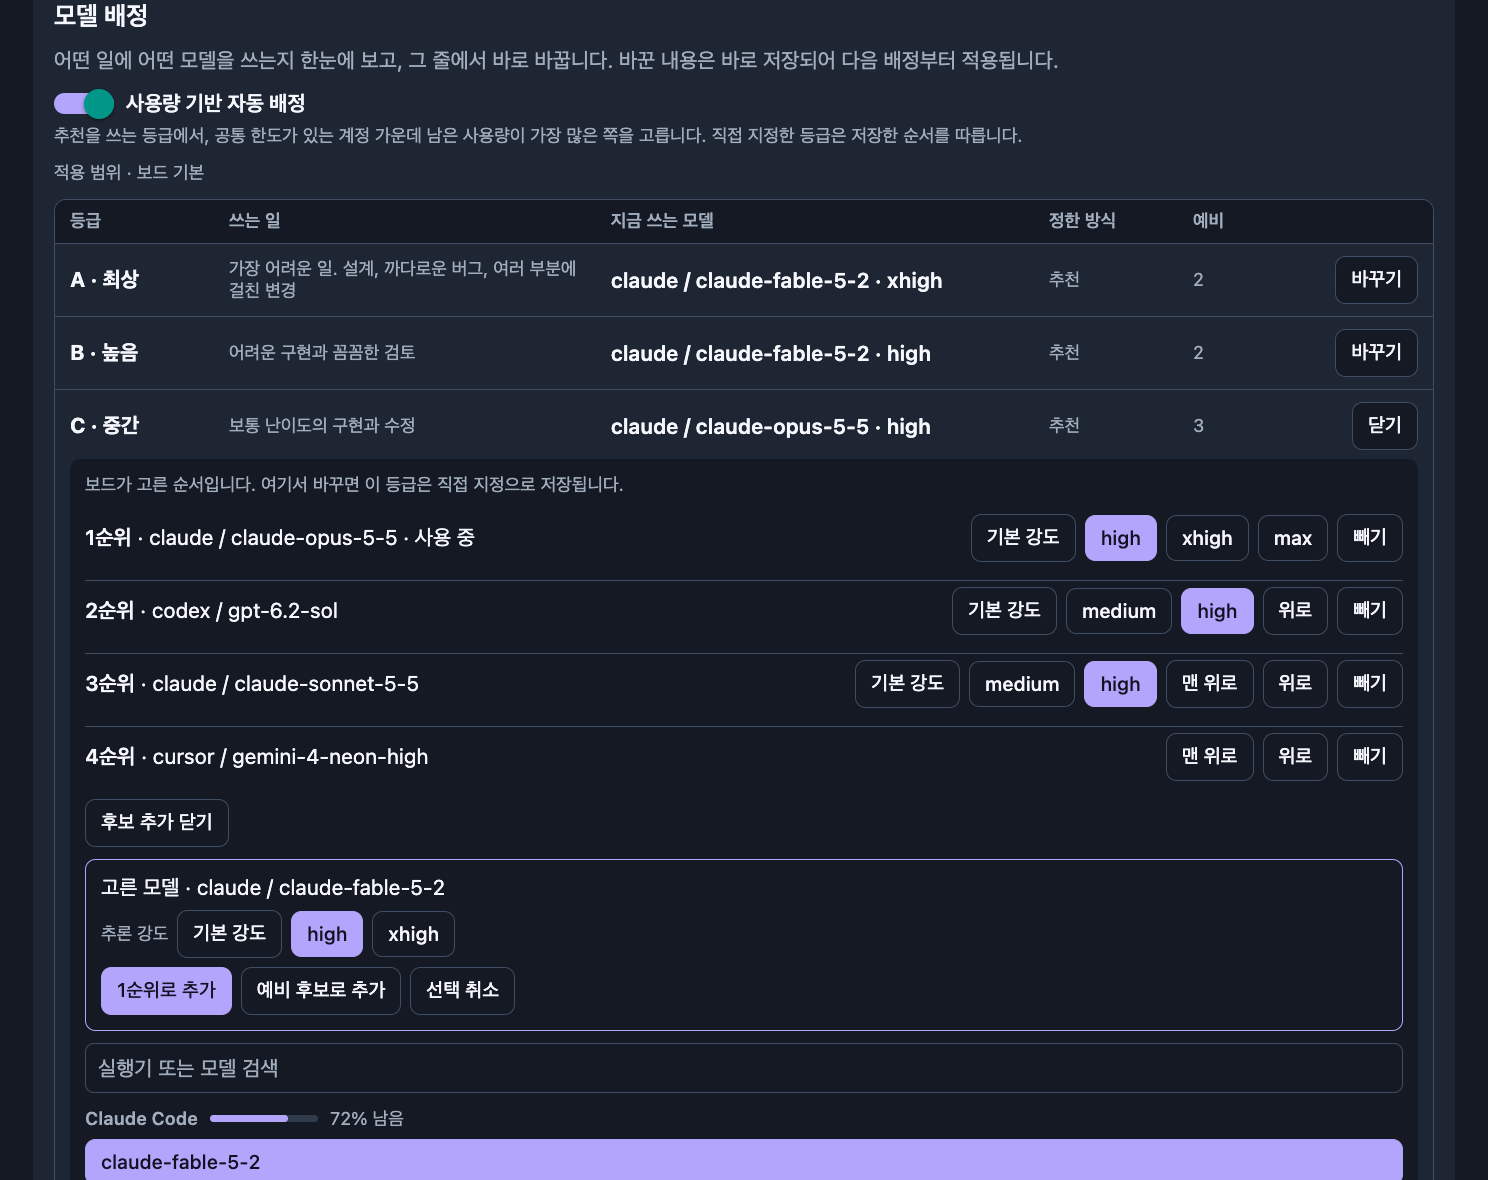 모델 배정
어떤 일에 어떤 모델을 쓰는지 한눈에 보고, 그 줄에서 바로 바꿉니다. 바꾼 내용은 바로 저장되어 다음 배정부터 적용됩니다.
사용량 기반 자동 배정
추천을 쓰는 등급에서, 공통 한도가 있는 계정 가운데 남은 사용량이 가장 많은 쪽을 고릅니다. 직접 지정한 등급은 저장한 순서를 따릅니다.
적용 범위 · 보드 기본
등급 쓰는 일 지금 쓰는 모델 정한 방식 예비
A · 최상 가장 어려운 일. 설계, 까다로운 버그, 여러 부분에 걸친 변경 claude / claude-fable-5-2 · xhigh 추천 2 바꾸기
B · 높음 어려운 구현과 꼼꼼한 검토 claude / claude-fable-5-2 · high 추천 2 바꾸기
C · 중간 보통 난이도의 구현과 수정 claude / claude-opus-5-5 · high 추천 3 닫기
보드가 고른 순서입니다. 여기서 바꾸면 이 등급은 직접 지정으로 저장됩니다.
1순위 · claude / claude-opus-5-5 · 사용 중 기본 강도 high xhigh max 빼기
2순위 · codex / gpt-6.2-sol 기본 강도 medium high 위로 빼기
3순위 · claude / claude-sonnet-5-5 기본 강도 medium high 맨 위로 위로 빼기
4순위 · cursor / gemini-4-neon-high 맨 위로 위로 빼기
후보 추가 닫기
고른 모델 · claude / claude-fable-5-2
추론 강도 기본 강도 high xhigh
1순위로 추가 예비 후보로 추가 선택 취소
실행기 또는 모델 검색
Claude Code 72% 남음
claude-fable-5-2